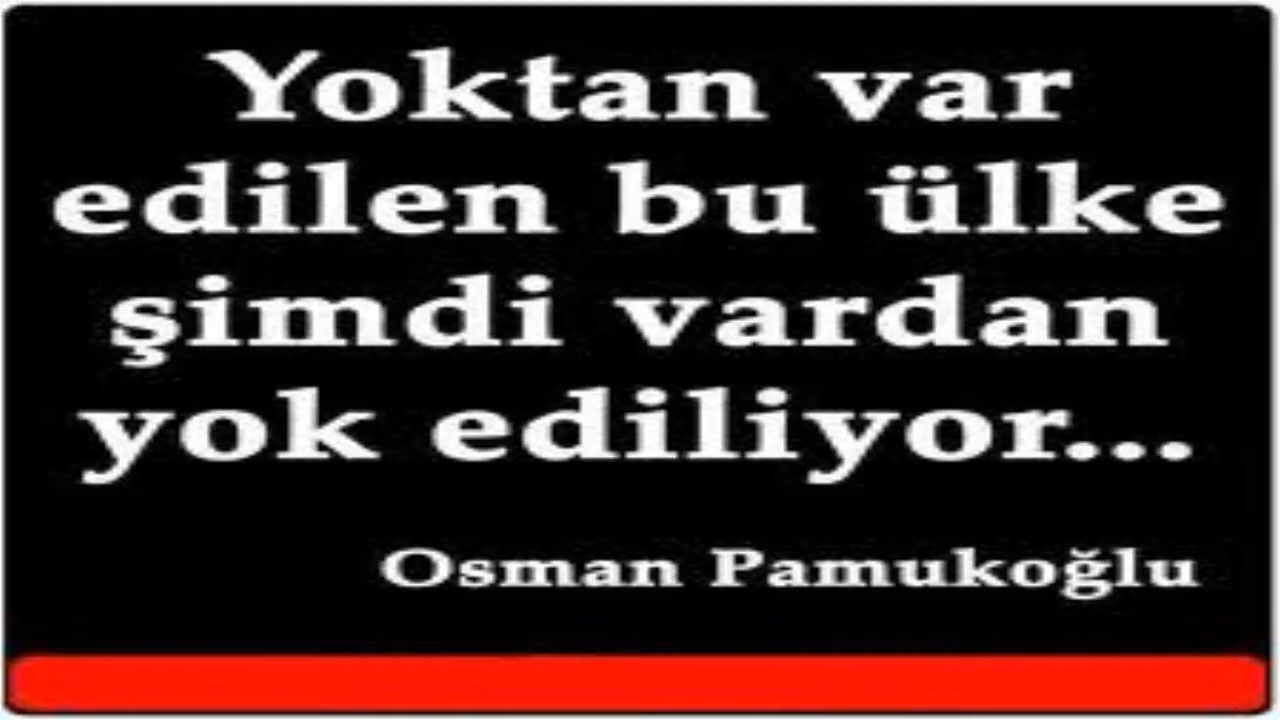 Yoktan var
edilen bu ülke
şimdi vardan
yok ediliyor...
Osman Pamukoğlu